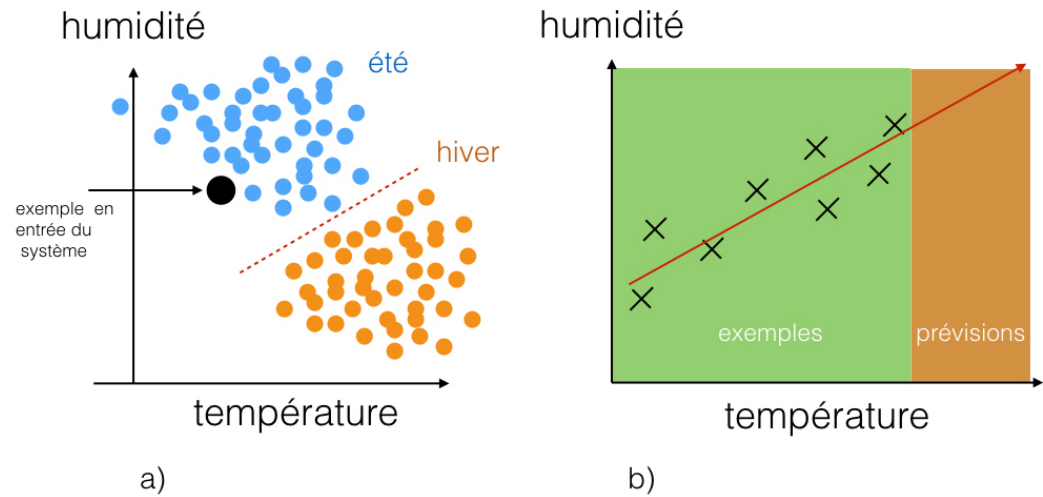 humidité
été
hiver
exemple en
entrée du
système
température
a)
humidité
exemples
prévisions
température
b)